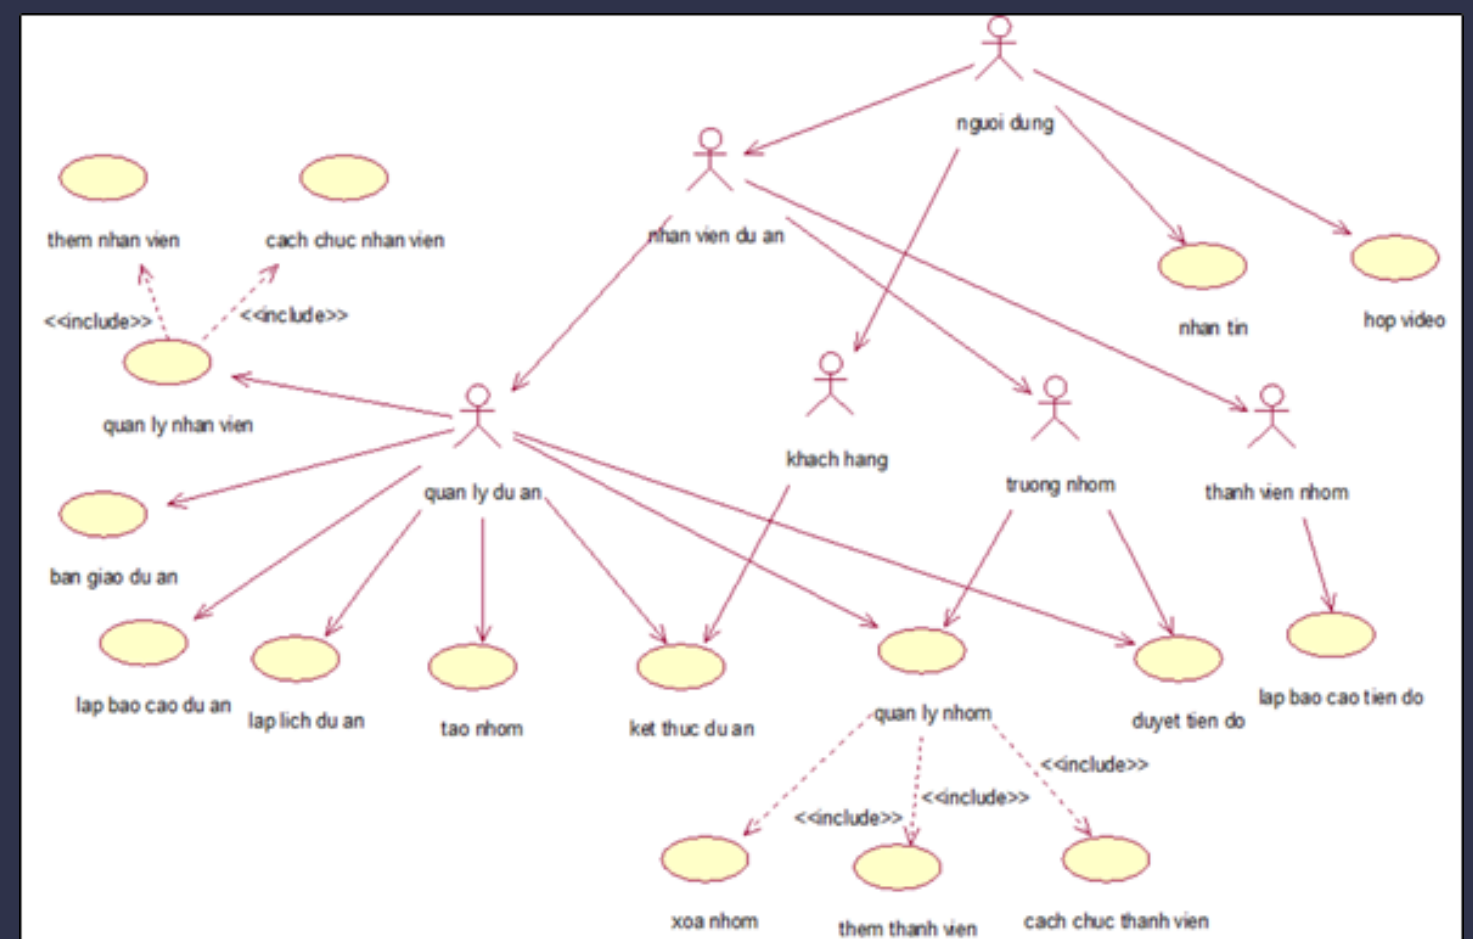 nguoi dung
nhan vien du an
them nhan vien
cach chuc nhan vien
<<include>>
<<include>>
nhan tin
hop video
quan ly nhan vien
khach hang
truong nhom
thanh vien nhom
quan ly du an
ban giao du an
lap bao cao du an
lap lich du an
tao nhom
ket thuc du an
quan ly nhom
duyet tien do
lap bao cao tien do
<<include>>
<<include>>
<<include>>
xoa nhom
them thanh vien
cach chuc thanh vien